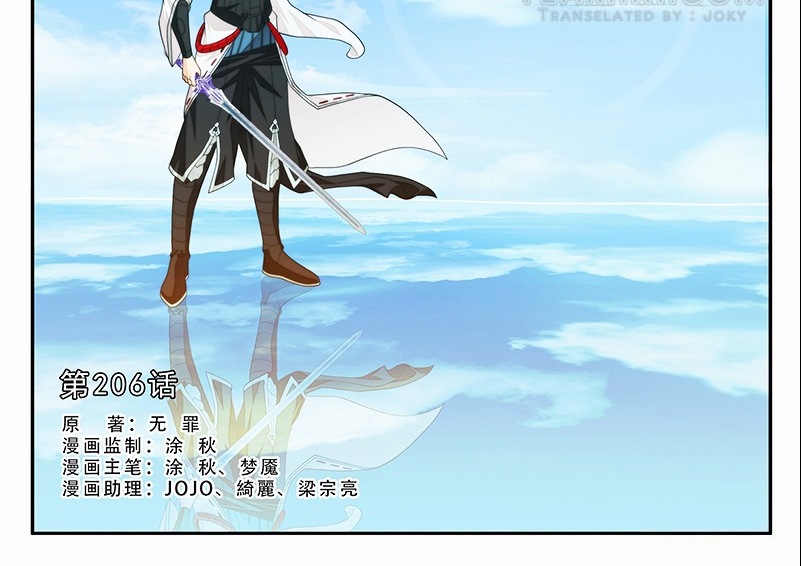 TRANSELATED BY : JOKY
第206话
原 著：无 罪
漫画监制：涂 秋
漫画主笔：涂 秋、梦魇
漫画助理：JOJO、綺麗、梁宗亮